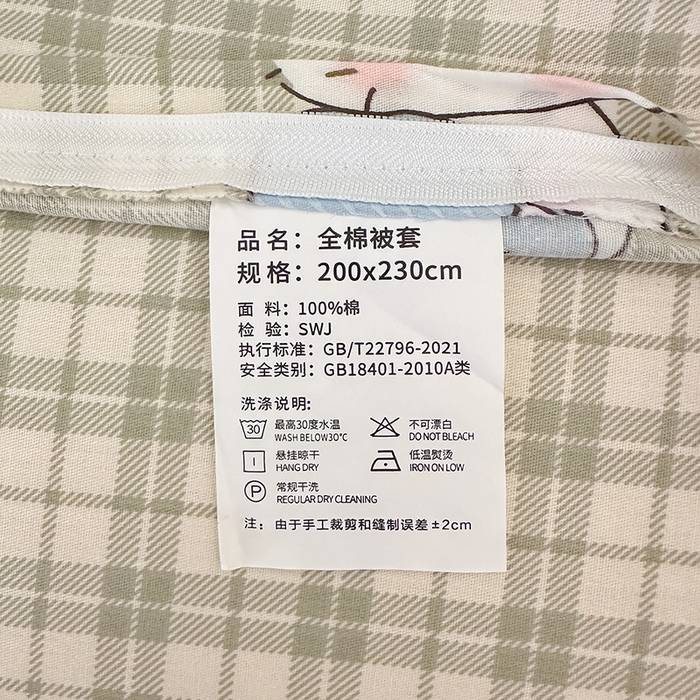 品名：全棉被套
规格：200x230cm
面料：100%棉
检验：SWJ
执行标准：GB/T22796-2021
安全类别：GB18401-2010A类
洗涤说明:
30 最高30度水温 不可漂白
WASH BELOW30℃ DO NOT BLEACH
悬挂晾干 低温熨烫
HANG DRY IRON ON LOW
P 常规干洗
REGULAR DRY CLEANING
注：由于手工裁剪和缝制误差±2cm